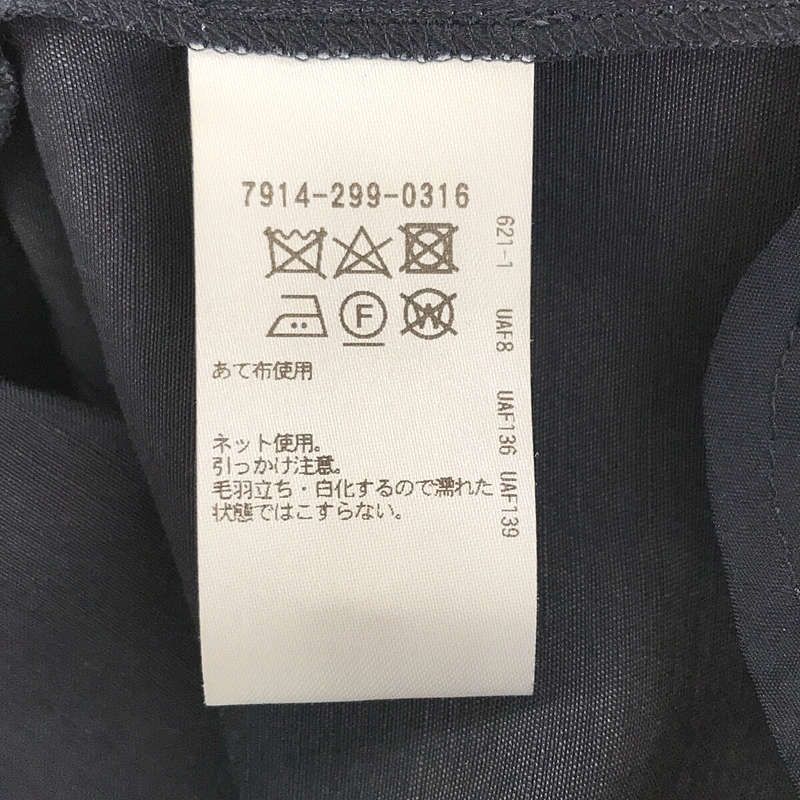 7914-299-0316
F
W
あて布使用
ネット使用。
引っかけ注意。
毛羽立ち・白化するので濡れた
状態ではこすらない。
621-1 UAF8 UAF136 UAF139